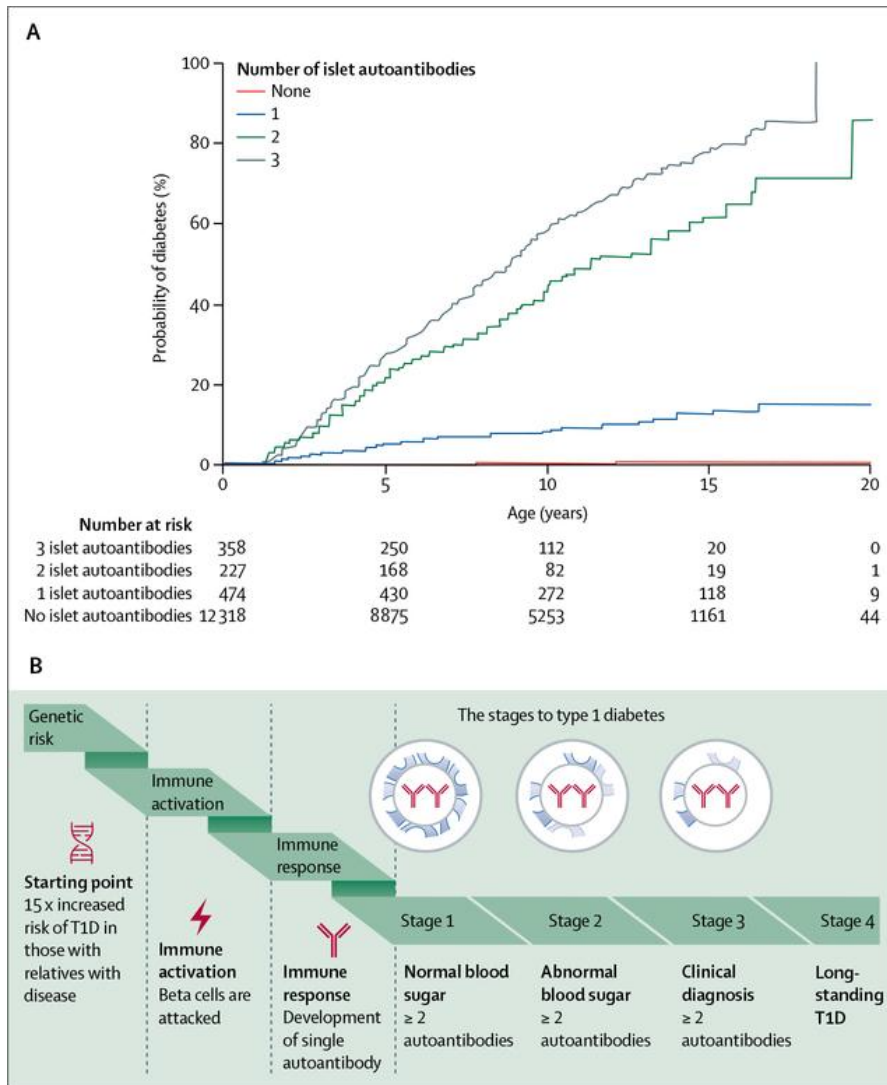 A
Number of islet autoantibodies
None
1
2
3
Probability of diabetes (%)
100
80
60
40
20
0
0 5 10 15 20
Age (years)
Number at risk
3 islet autoantibodies 358 250 112 20 0
2 islet autoantibodies 227 168 82 19 1
1 islet autoantibodies 474 430 272 118 9
No islet autoantibodies 12 318 8875 5253 1161 44
B
The stages to type 1 diabetes
Genetic
risk
Immune
activation
Immune
response
Stage 1 Stage 2 Stage 3 Stage 4
Starting point
15 x increased
risk of T1D in
those with
relatives with
disease
Immune
activation
Beta cells are
attacked
Immune
response
Development
of single
autoantibody
Normal blood
sugar
≥ 2
autoantibodies
Abnormal
blood sugar
≥ 2
autoantibodies
Clinical
diagnosis
≥ 2
autoantibodies
Long-
standing
T1D